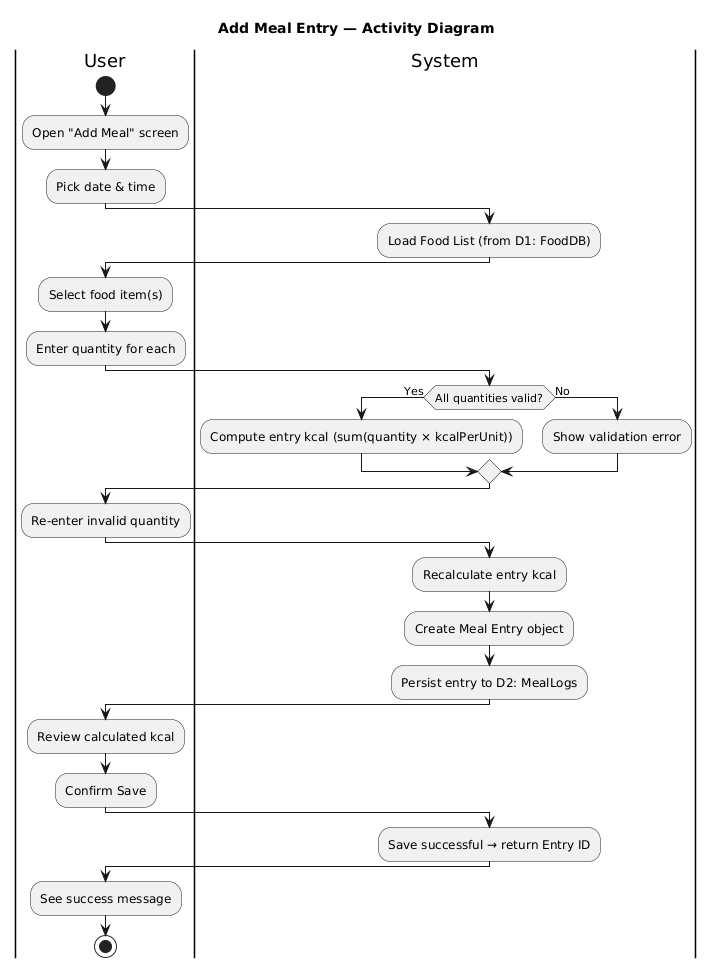 Add Meal Entry — Activity Diagram
User
System
Open "Add Meal" screen
Pick date & time
Load Food List (from D1: FoodDB)
Select food item(s)
Enter quantity for each
Yes
All quantities valid?
No
Compute entry kcal (sum(quantity × kcalPerUnit))
Show validation error
Re-enter invalid quantity
Recalculate entry kcal
Create Meal Entry object
Persist entry to D2: MealLogs
Review calculated kcal
Confirm Save
Save successful → return Entry ID
See success message